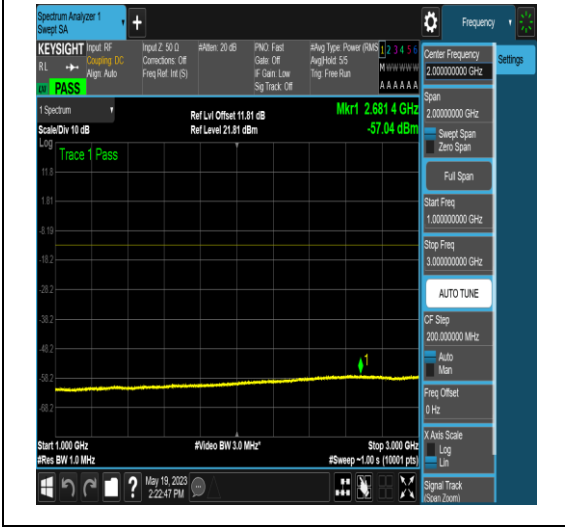 Spectrum Analyzer 1
Swept SA
Frequency
KEYSIGHT
RL
Input: RF
Coupling: DC
Align: Auto
Input Z: 50 Ω
Corrections: Off
Freq Ref: Int (S)
#Atten: 20 dB
PNO: Fast
Gate: Off
IF Gain: Low
Sig Track: Off
#Avg Type: Power (RMS
Avg|Hold: 5/5
Trig: Free Run
1 2 3 4 5 6
M W W W W W
A A A A A A
PASS
1 Spectrum
Scale/Div 10 dB
Log
Ref Lvl Offset 11.81 dB
Ref Level 21.81 dBm
Mkr1 2.681 4 GHz
-57.04 dBm
Trace 1 Pass
11.8
1.81
-8.19
-18.2
-28.2
-38.2
-48.2
-58.2
-68.2
1
Start 1.000 GHz
#Res BW 1.0 MHz
#Video BW 3.0 MHz*
Stop 3.000 GHz
#Sweep ~1.00 s (10001 pts)
?
May 19, 2023
2:22:47 PM
Center Frequency
2.000000000 GHz
Settings
Span
2.00000000 GHz
Swept Span
Zero Span
Full Span
Start Freq
1.000000000 GHz
Stop Freq
3.000000000 GHz
AUTO TUNE
CF Step
200.000000 MHz
Auto
Man
Freq Offset
0 Hz
X Axis Scale
Log
Lin
Signal Track
(Span Zoom)